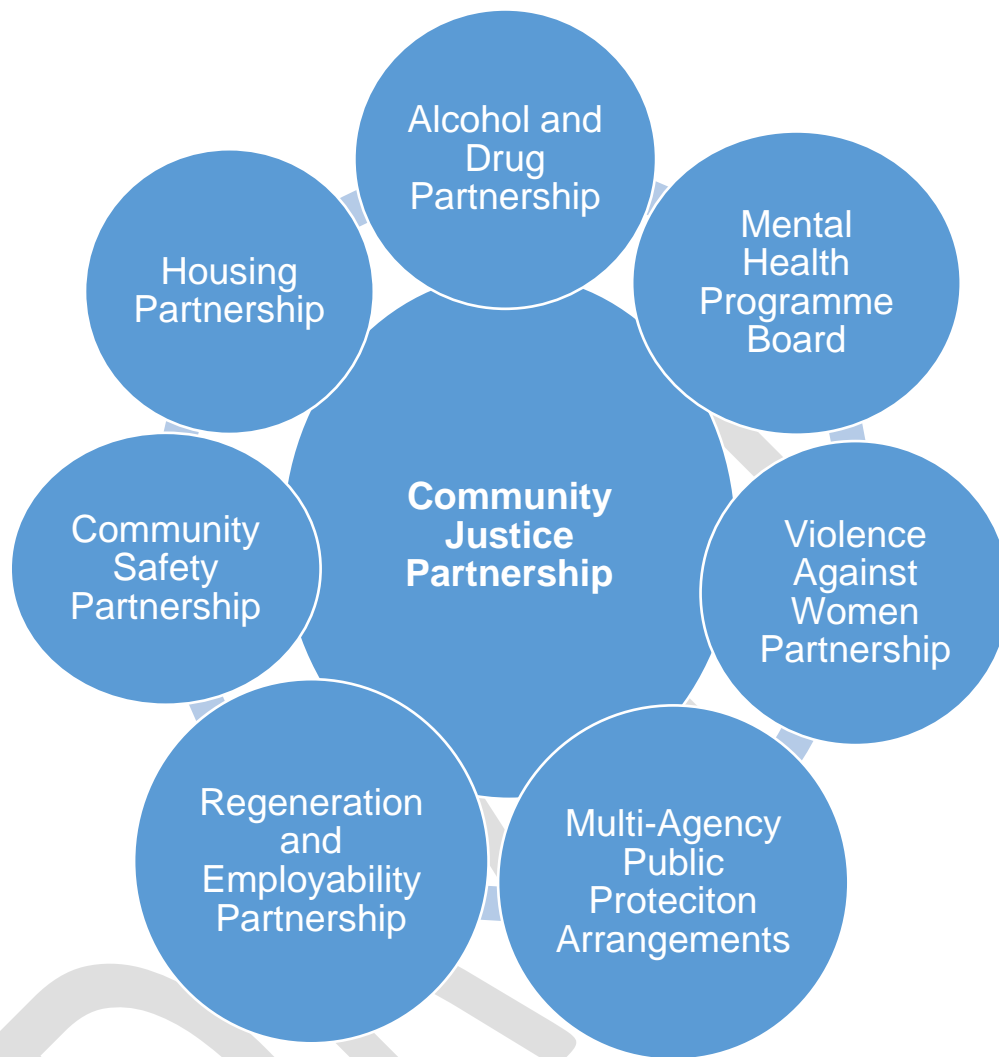 Alcohol and
Drug
Partnership
Mental
Health
Programme
Board
Housing
Partnership
Community
Justice
Partnership
Violence
Against
Women
Partnership
Community
Safety
Partnership
Regeneration
and
Employability
Partnership
Multi-Agency
Public
Proteciton
Arrangements